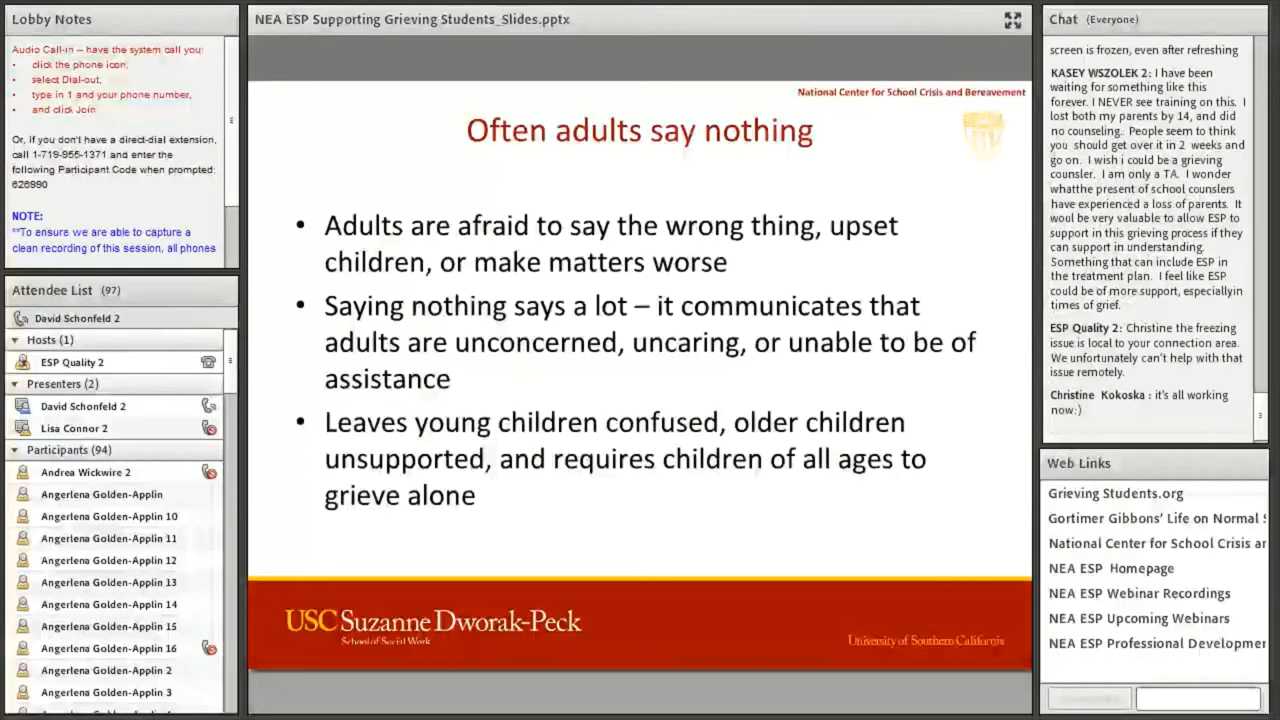 Lobby Notes
Audio Call-in -- have the system call you:
• click the phone icon,
• select Dial-out,
• type in 1 and your phone number,
• and click Join
Or, if you don't have a direct-dial extension,
call 1-719-955-1371 and enter the
following Participant Code when prompted:
626990
NOTE:
**To ensure we are able to capture a
clean recording of this session, all phones
Attendee List (97)
David Schonfeld 2
Hosts (1)
ESP Quality 2
Presenters (2)
David Schonfeld 2
Lisa Connor 2
Participants (94)
Andrea Wickwire 2
Angerlena Golden-Applin
Angerlena Golden-Applin 10
Angerlena Golden-Applin 11
Angerlena Golden-Applin 12
Angerlena Golden-Applin 13
Angerlena Golden-Applin 14
Angerlena Golden-Applin 15
Angerlena Golden-Applin 16
Angerlena Golden-Applin 2
Angerlena Golden-Applin 3
NEA ESP Supporting Grieving Students_Slides.pptx
National Center for School Crisis and Bereavement
Often adults say nothing
• Adults are afraid to say the wrong thing, upset
children, or make matters worse
• Saying nothing says a lot – it communicates that
adults are unconcerned, uncaring, or unable to be of
assistance
• Leaves young children confused, older children
unsupported, and requires children of all ages to
grieve alone
USC Suzanne Dworak-Peck
School of Social Work
University of Southern California
Chat (Everyone)
screen is frozen, even after refreshing
KASEY WSZOLEK 2: I have been
waiting for something like this
forever. I NEVER see training on this. I
lost both my parents by 14, and did
no counseling. People seem to think
you should get over it in 2 weeks and
go on. I wish i could be a grieving
counsler. I am only a TA. I wonder
whatthe present of school counslers
have experienced a loss of parents. It
wool be very valuable to allow ESP to
support in this grieving process if they
can support in understanding.
Something that can include ESP in
the treatment plan. I feel like ESP
could be of more support, especiallyin
times of grief.
ESP Quality 2: Christine the freezing
issue is local to your connection area.
We unfortunately can't help with that
issue remotely.
Christine Kokoska : it's all working
now:)
Web Links
Grieving Students.org
Gortimer Gibbons' Life on Normal
National Center for School Crisis ar
NEA ESP Homepage
NEA ESP Webinar Recordings
NEA ESP Upcoming Webinars
NEA ESP Professional Developmer